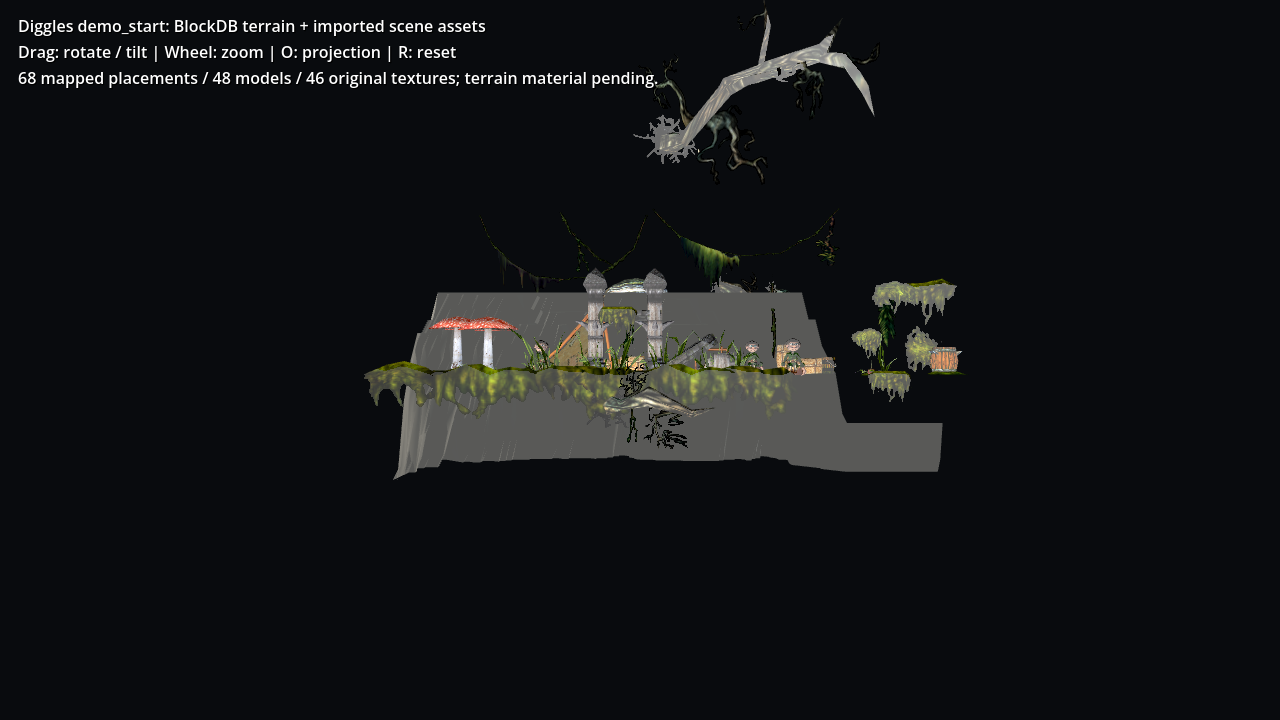 Diggles demo_start: BlockDB terrain + imported scene assets
Drag: rotate / tilt | Wheel: zoom | O: projection | R: reset
68 mapped placements / 48 models / 46 original textures; terrain material pending.